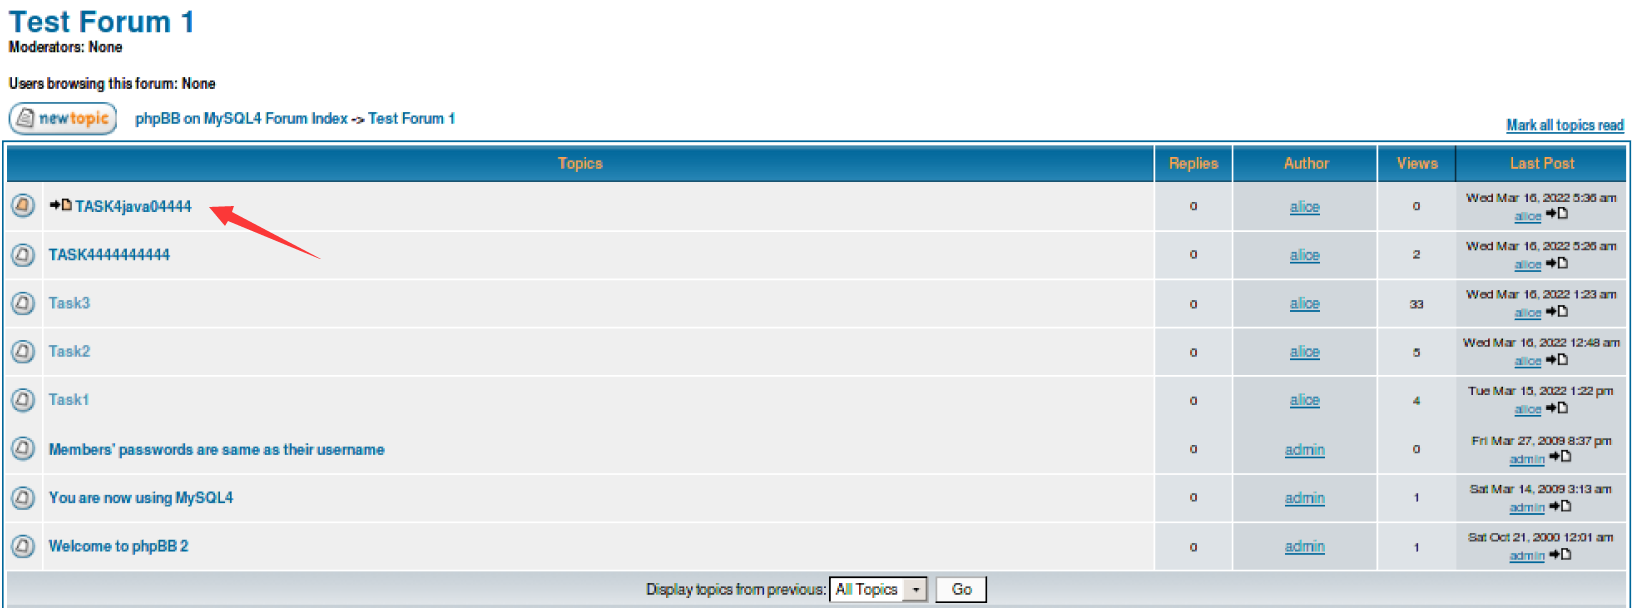 Test Forum 1
Moderators: None
Users browsing this forum: None
newtopic phpBB on MySQL4 Forum Index -> Test Forum 1
Mark all topics read
Topics Replies Author Views Last Post
TASK4java04444 0 alice 0 Wed Mar 16, 2022 5:36 am
alice
TASK4444444444 0 alice 2 Wed Mar 16, 2022 5:26 am
alice
Task3 0 alice 33 Wed Mar 16, 2022 1:23 am
alice
Task2 0 alice 5 Wed Mar 16, 2022 12:48 am
alice
Task1 0 alice 4 Tue Mar 15, 2022 1:22 pm
alice
Members' passwords are same as their username 0 admin 0 Fri Mar 27, 2009 8:37 pm
admin
You are now using MySQL4 0 admin 1 Sat Mar 14, 2009 3:13 am
admin
Welcome to phpBB 2 0 admin 1 Sat Oct 21, 2000 12:01 am
admin
Display topics from previous: All Topics Go